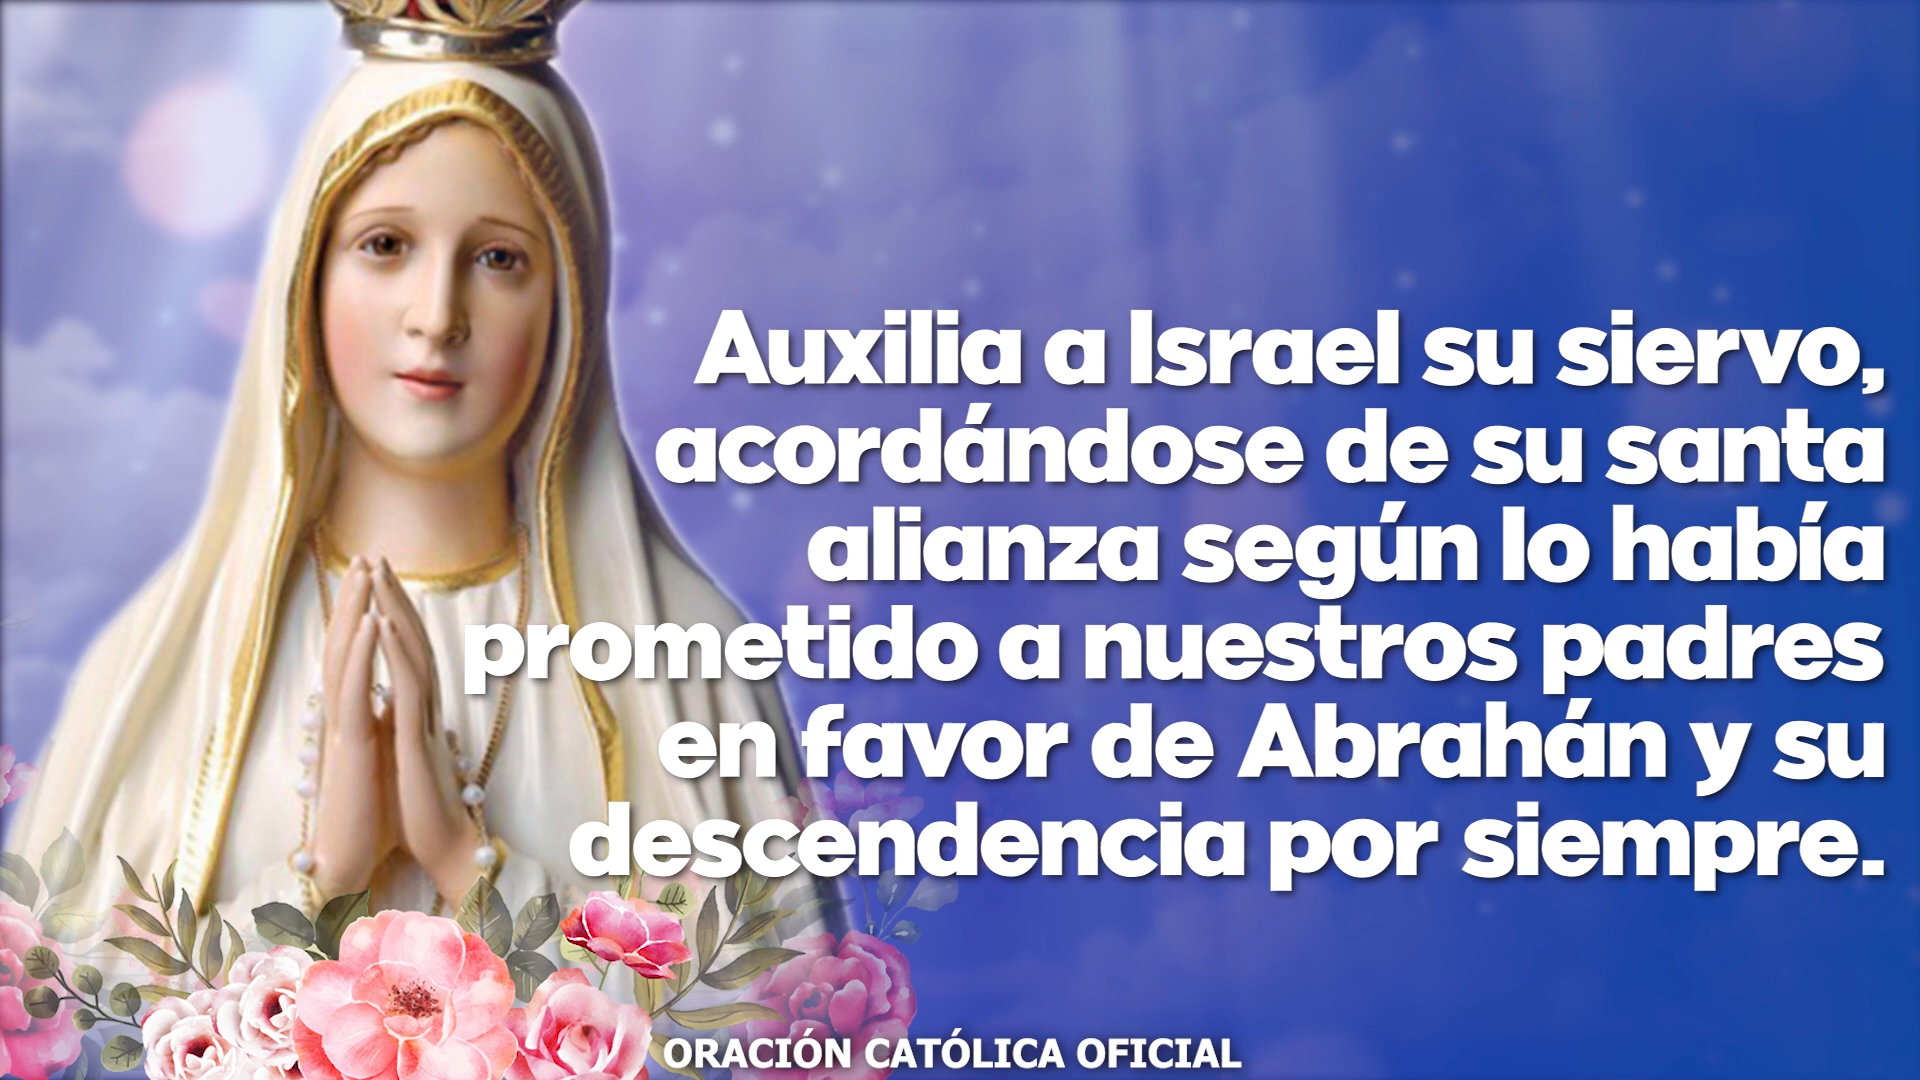 Auxilia a Israel su siervo,
acordándose de su santa
alianza según lo había
prometido a nuestros padres
en favor de Abrahán y su
descendencia por siempre.
ORACIÓN CATÓLICA OFICIAL